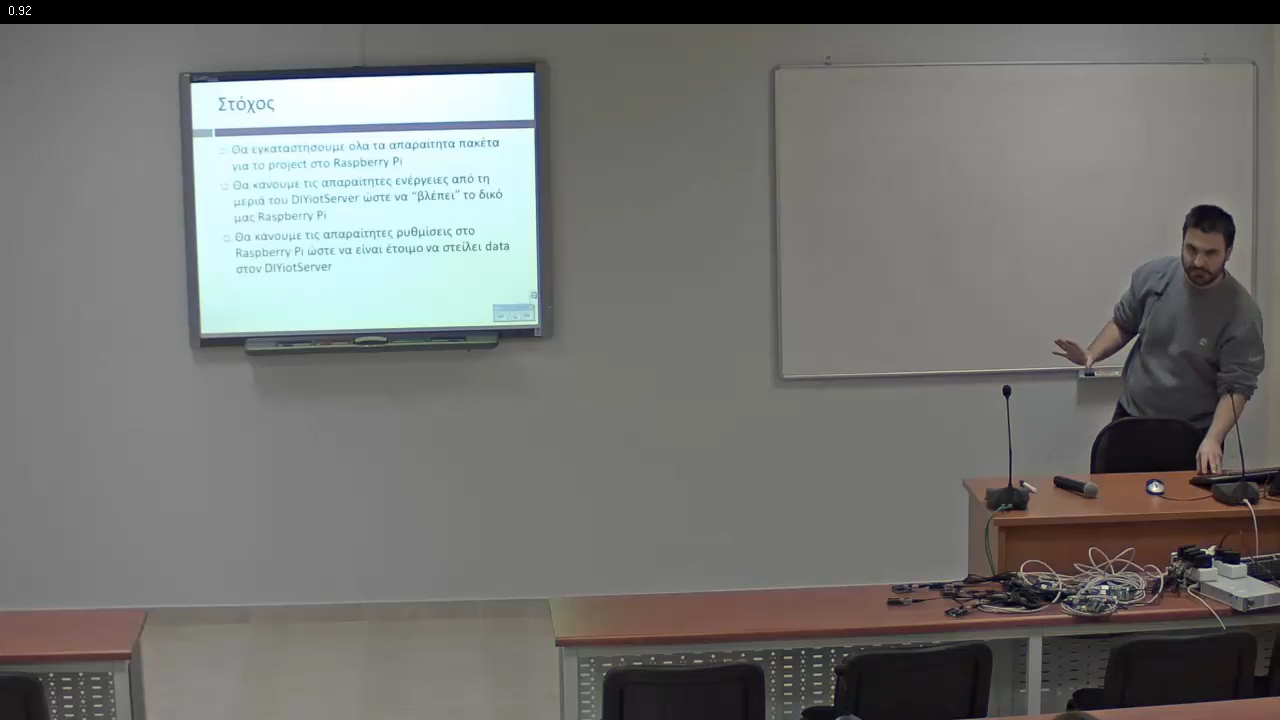 0.92
Στόχος
Θα εγκαταστησουμε ολα τα απαραίτητα πακέτα
για το project στο Raspberry Pi
Θα κάνουμε τις απαραίτητες ενέργειες από τη
μεριά του DIYiotServer ώστε να “βλέπει” το δικό
μας Raspberry Pi
Θα κάνουμε τις απαραίτητες ρυθμίσεις στο
Raspberry Pi ώστε να είναι έτοιμο να στείλει data
στον DIYiotServer